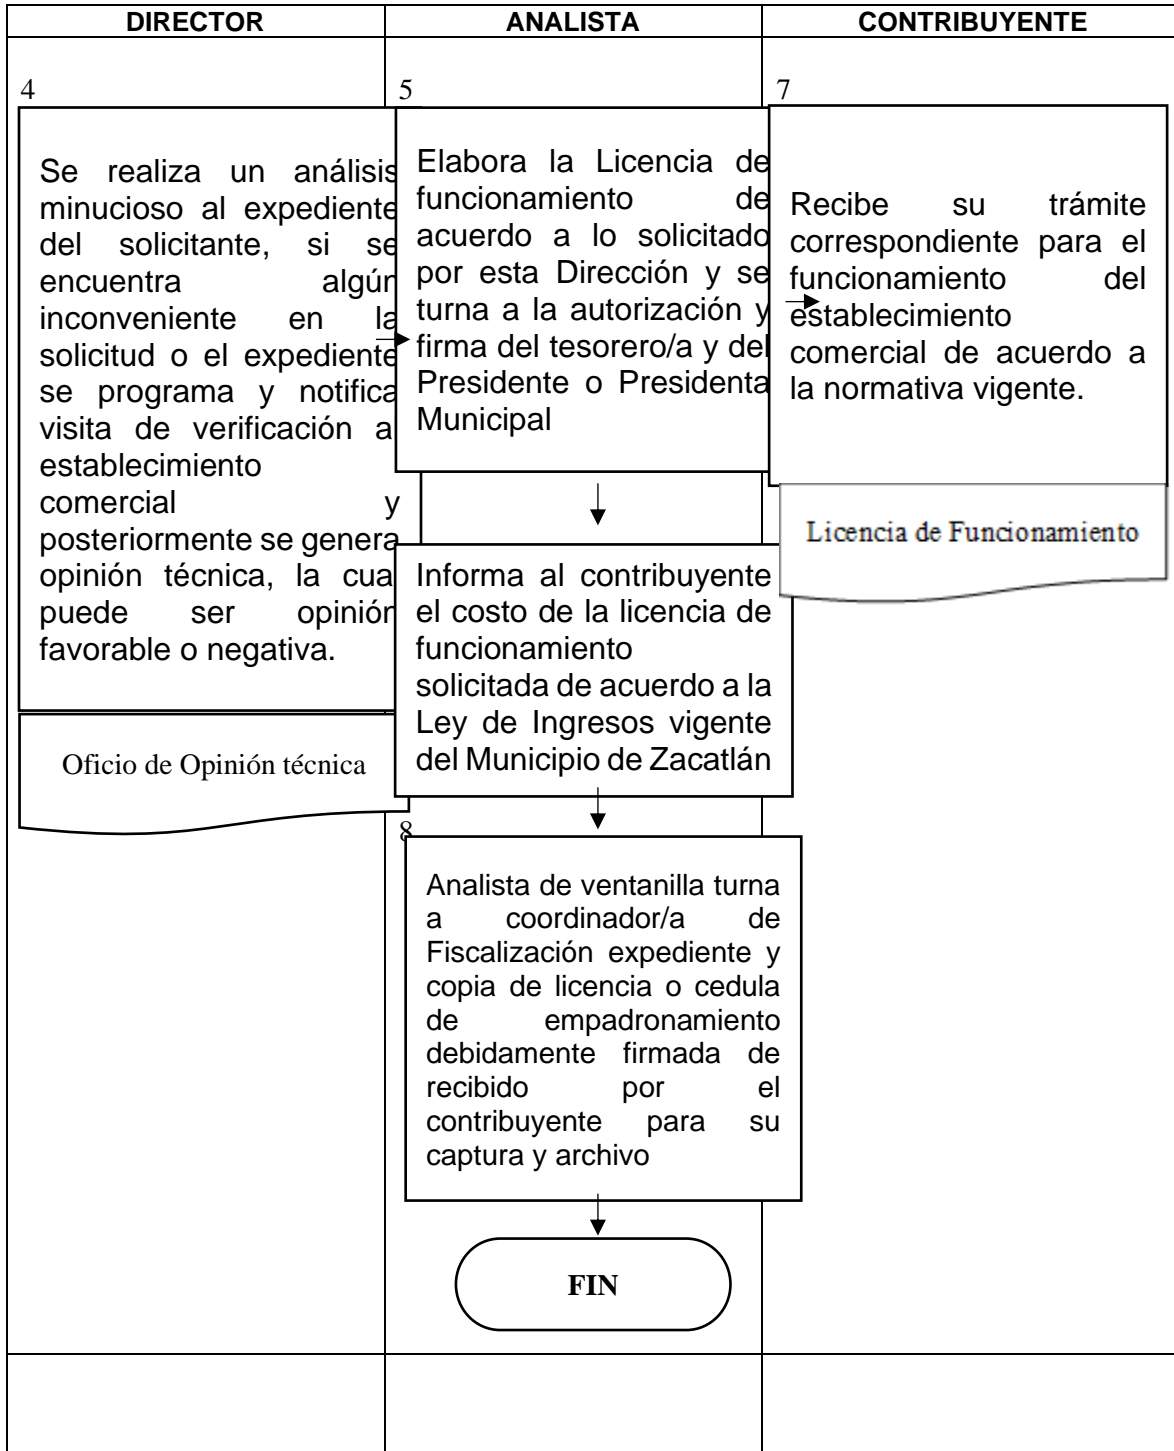 DIRECTOR
ANALISTA
CONTRIBUYENTE
4
Se realiza un análisis
minucioso al expediente
del solicitante, si se
encuentra algún
inconveniente en la
solicitud o el expediente
se programa y notifica
visita de verificación a
establecimiento
comercial y
posteriormente se genera
opinión técnica, la cua
puede ser opinión
favorable o negativa.
Oficio de Opinión técnica
5
Elabora la Licencia de
funcionamiento de
acuerdo a lo solicitado
por esta Dirección y se
turna a la autorización y
firma del tesorero/a y del
Presidente o Presidenta
Municipal
Informa al contribuyente
el costo de la licencia de
funcionamiento
solicitada de acuerdo a la
Ley de Ingresos vigente
del Municipio de Zacatlán
7
Recibe su trámite
correspondiente para el
funcionamiento del
establecimiento
comercial de acuerdo a
la normativa vigente.
Licencia de Funcionamiento
8
Analista de ventanilla turna
a coordinador/a de
Fiscalización expediente y
copia de licencia o cedula
de empadronamiento
debidamente firmada de
recibido por el
contribuyente para su
captura y archivo
FIN